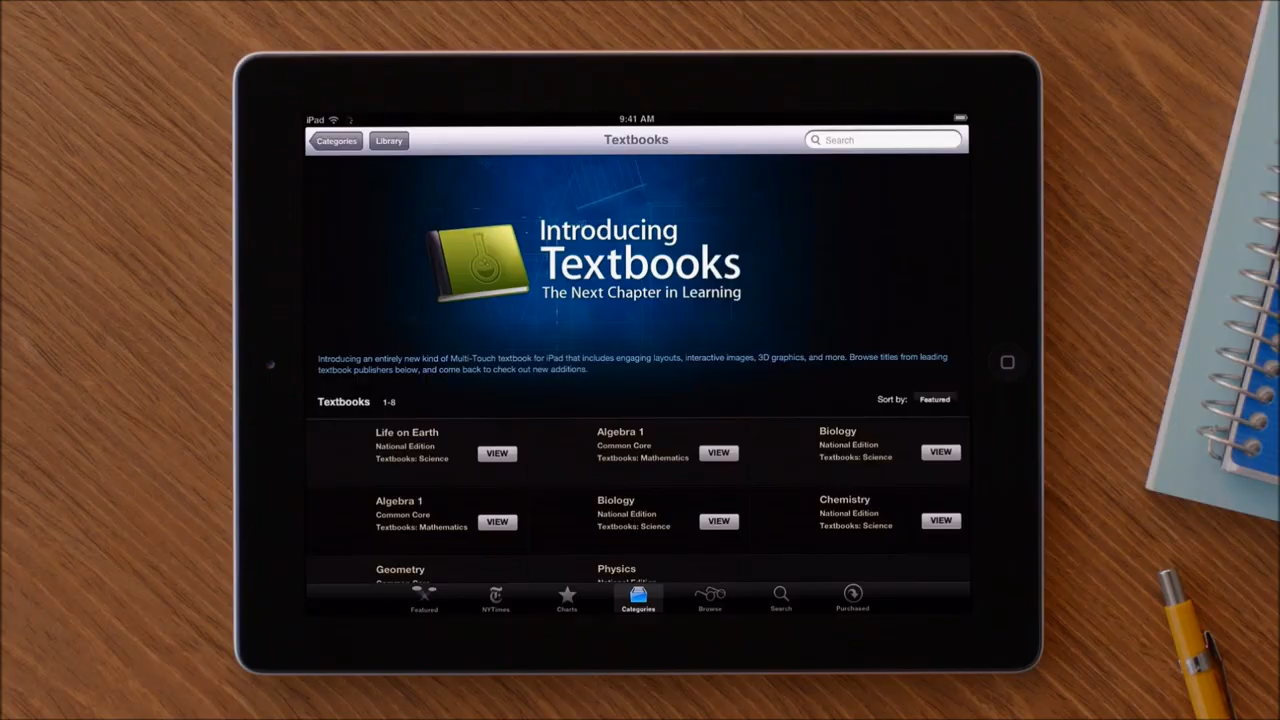 iPad
9:41 AM
Categories
Library
Textbooks
Search
Introducing
Textbooks
The Next Chapter in Learning
Introducing an entirely new kind of Multi-Touch textbook for iPad that includes engaging layouts, interactive images, 3D graphics, and more. Browse titles from leading
textbook publishers below, and come back to check out new additions.
Textbooks 1-8
Sort by: Featured
Life on Earth
National Edition
Textbooks: Science
VIEW
Algebra 1
Common Core
Textbooks: Mathematics
VIEW
Biology
National Edition
Textbooks: Science
VIEW
Algebra 1
Common Core
Textbooks: Mathematics
VIEW
Biology
National Edition
Textbooks: Science
VIEW
Chemistry
National Edition
Textbooks: Science
VIEW
Geometry
Common Core
Physics
National Edition
Featured
NYTimes
Charts
Categories
Browse
Search
Purchased